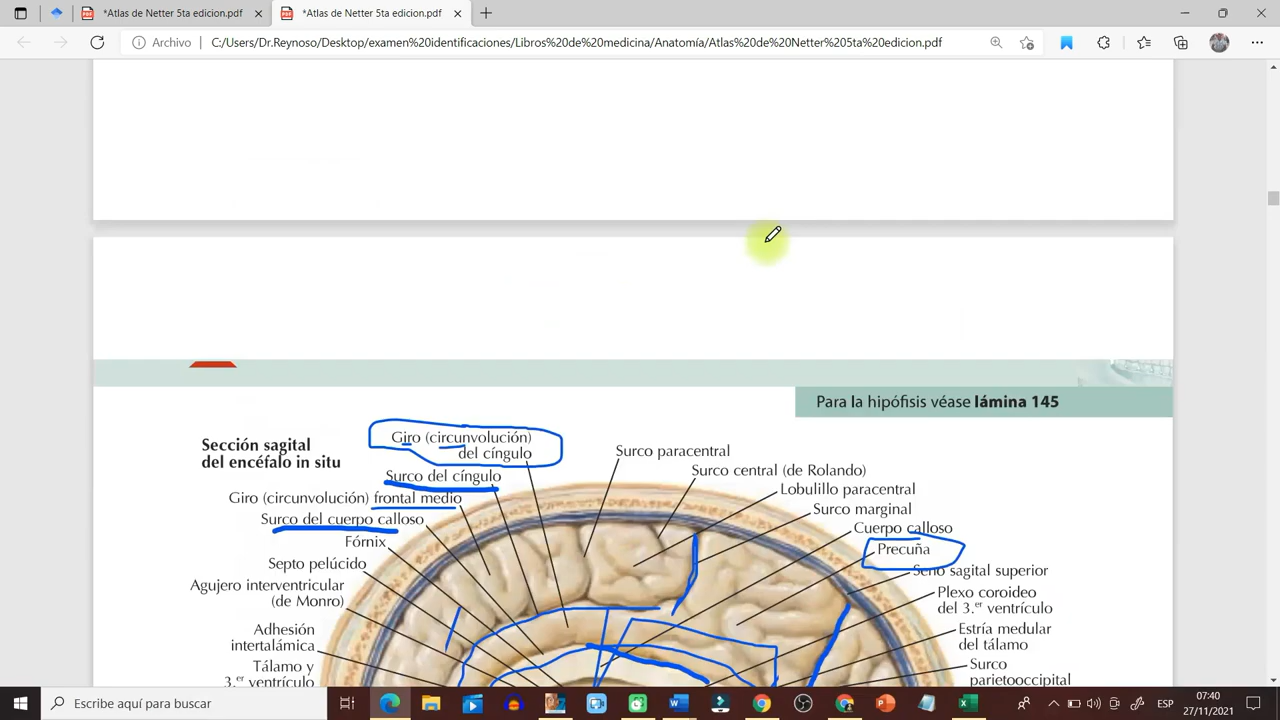 *Atlas de Netter 5ta edicion.pdf
*Atlas de Netter 5ta edicion.pdf
Archivo
C:/Users/Dr.Reynoso/Desktop/examen%20identificaciones/Libros%20de%20medicina/Anatomía/Atlas%20de%20Netter%205ta%20edicion.pdf
Para la hipófisis véase lámina 145
Sección sagital
del encéfalo in situ
Giro (circunvolución)
del cíngulo
Surco del cíngulo
Giro (circunvolución) frontal medio
Surco del cuerpo calloso
Fórnix
Septo pelúcido
Agujero interventricular
(de Monro)
Adhesión
intertalámica
Tálamo y
3.er ventrículo
Surco paracentral
Surco central (de Rolando)
Lobulillo paracentral
Surco marginal
Cuerpo calloso
Precuña
Seno sagital superior
Plexo coroideo
del 3.er ventrículo
Estría medular
del tálamo
Surco
parietooccipital
Escribe aquí para buscar
ESP
07:40
27/11/2021